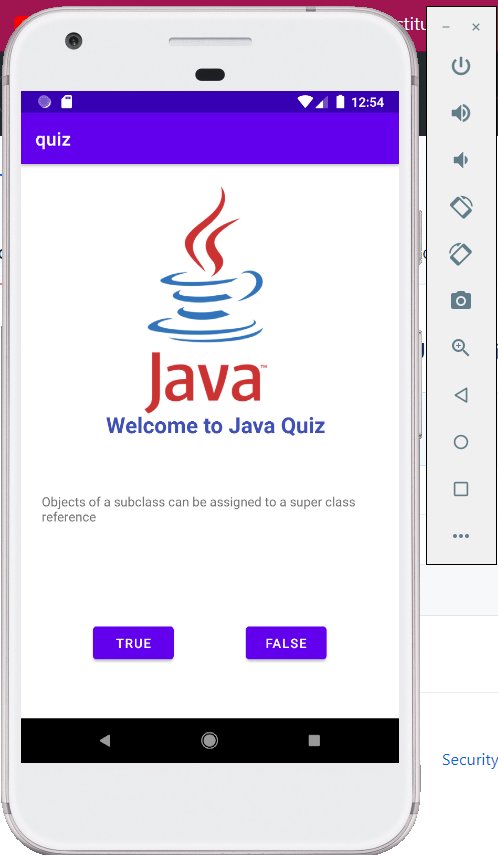 stitu
12:54
quiz
Java™
Welcome to Java Quiz
Objects of a subclass can be assigned to a super class
reference
TRUE
FALSE
Security